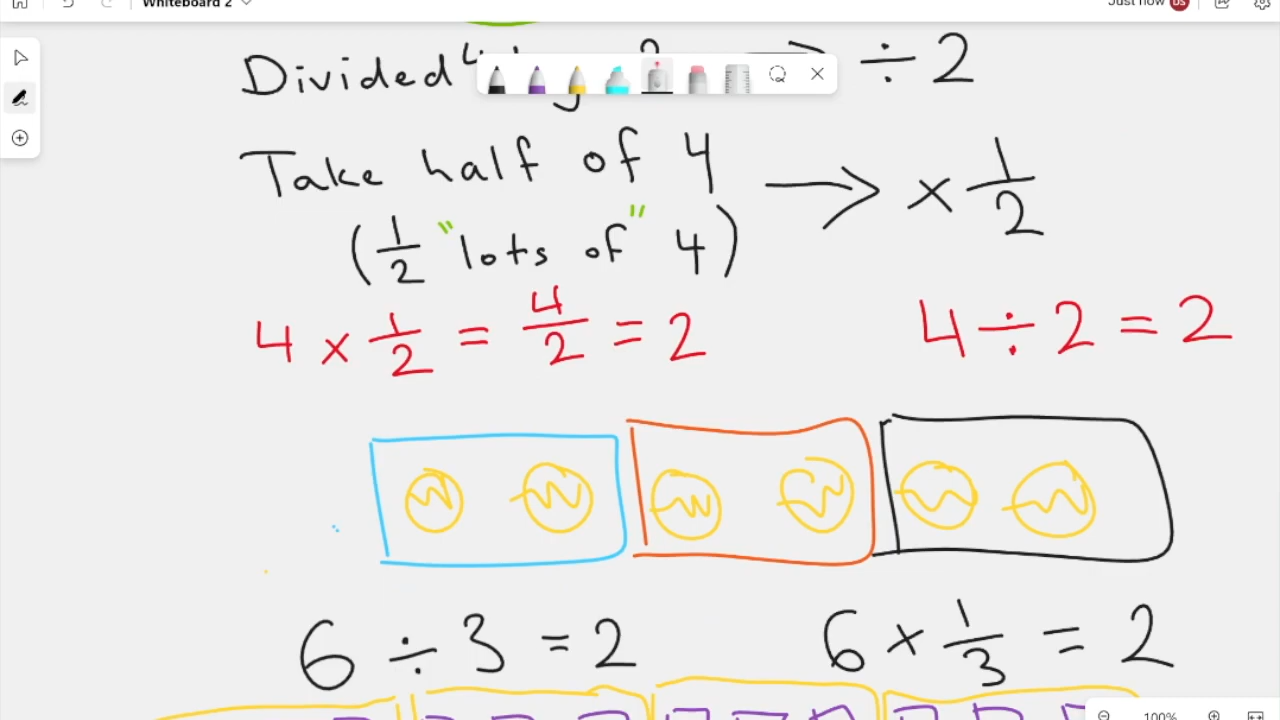 Whiteboard 2
Just now DS
Divided ÷ 2
Take half of 4 → × 1/2
(1/2 "lots of" 4)
4 × 1/2 = 4/2 = 2 4 ÷ 2 = 2
6 ÷ 3 = 2 6 × 1/3 = 2
100%